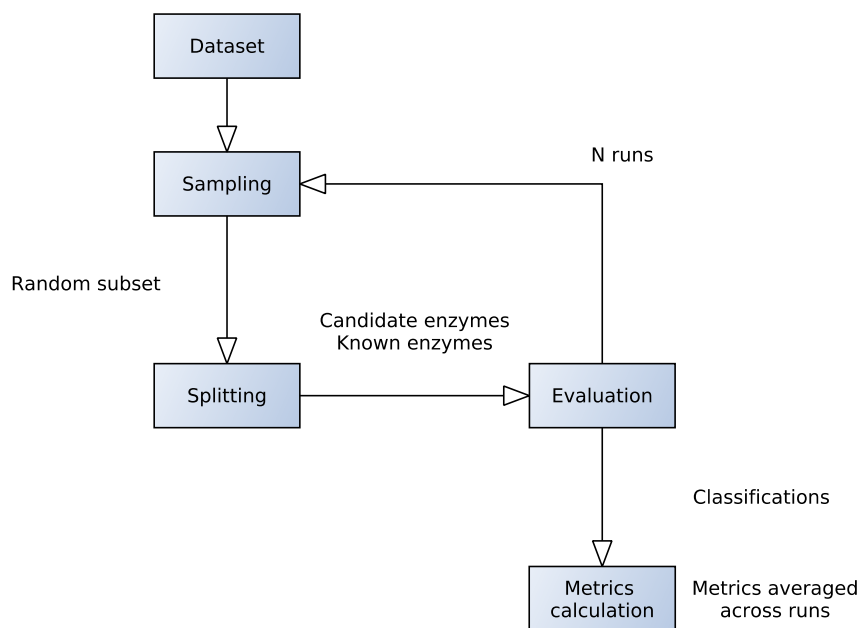 Dataset
N runs
Sampling
Random subset
Candidate enzymes
Known enzymes
Splitting
Evaluation
Classifications
Metrics
calculation
Metrics averaged
across runs